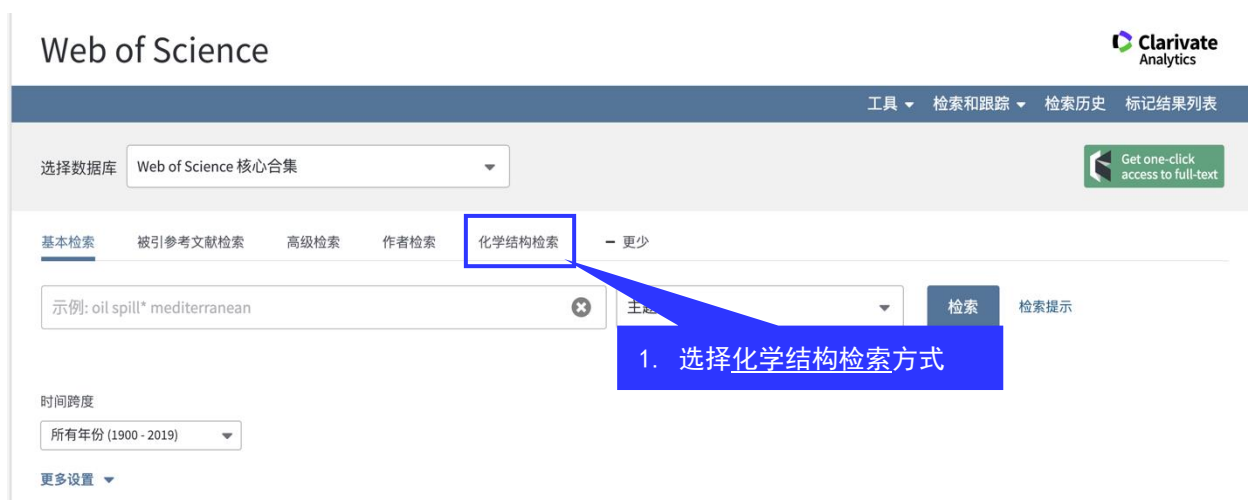 Web of Science
Clarivate
Analytics
工具 检索和跟踪 检索历史 标记结果列表
选择数据库 Web of Science 核心合集
Get one-click
access to full-text
基本检索 被引参考文献检索 高级检索 作者检索 化学结构检索 − 更少
示例: oil spill* mediterranean 主题 检索 检索提示
1. 选择化学结构检索方式
时间跨度
所有年份 (1900 - 2019)
更多设置